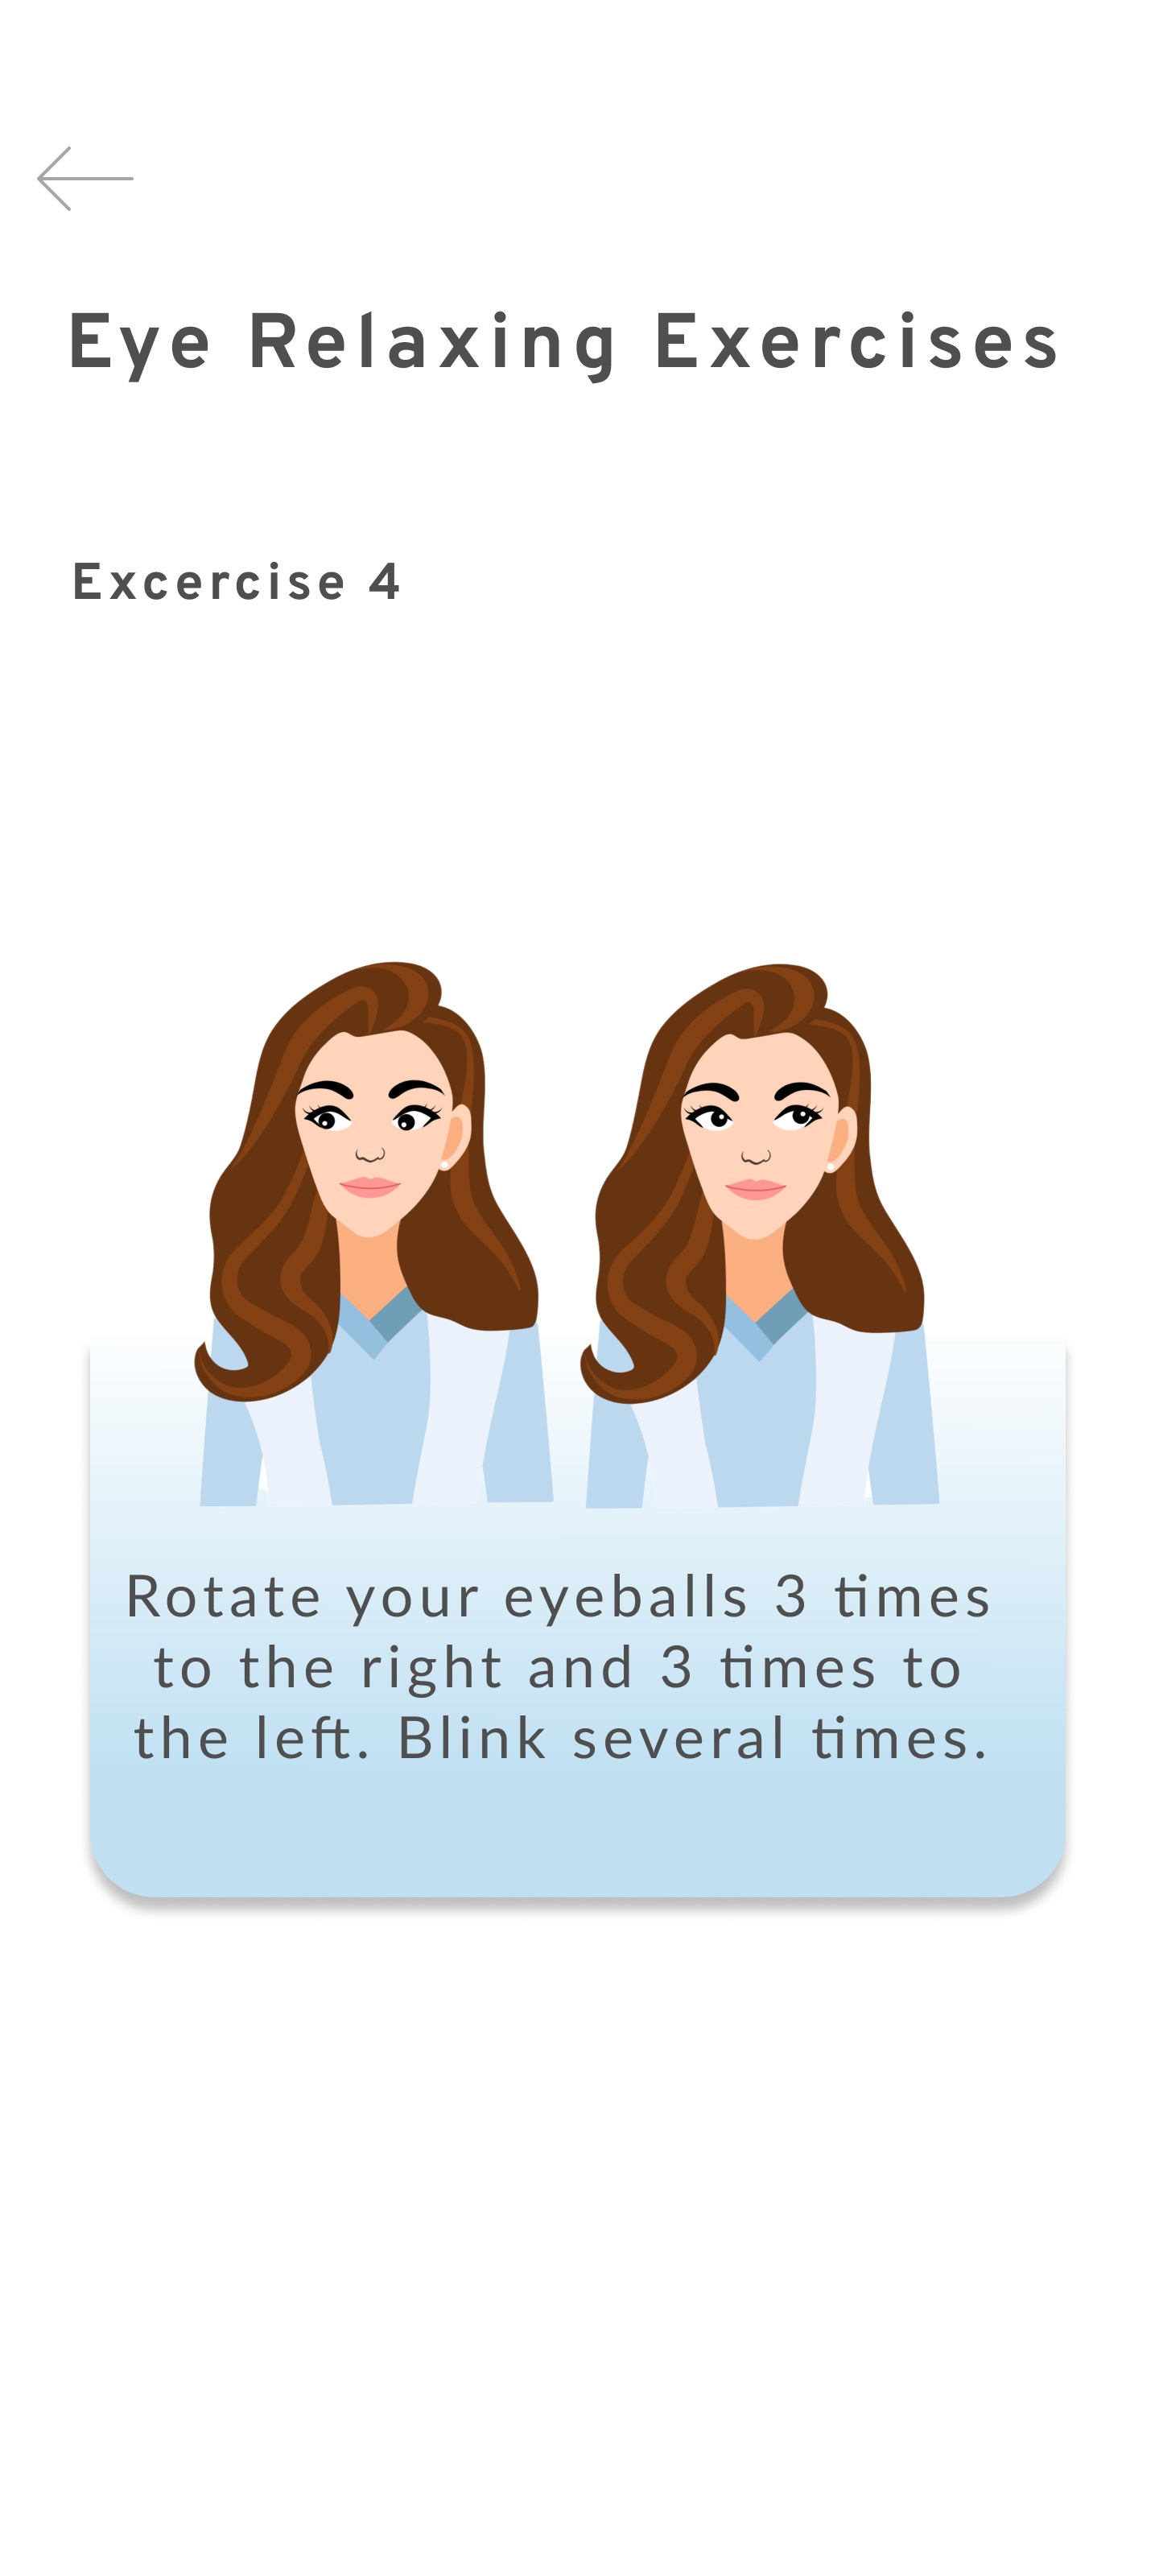 Eye Relaxing Exercises
Excercise 4
Rotate your eyeballs 3 times
to the right and 3 times to
the left. Blink several times.